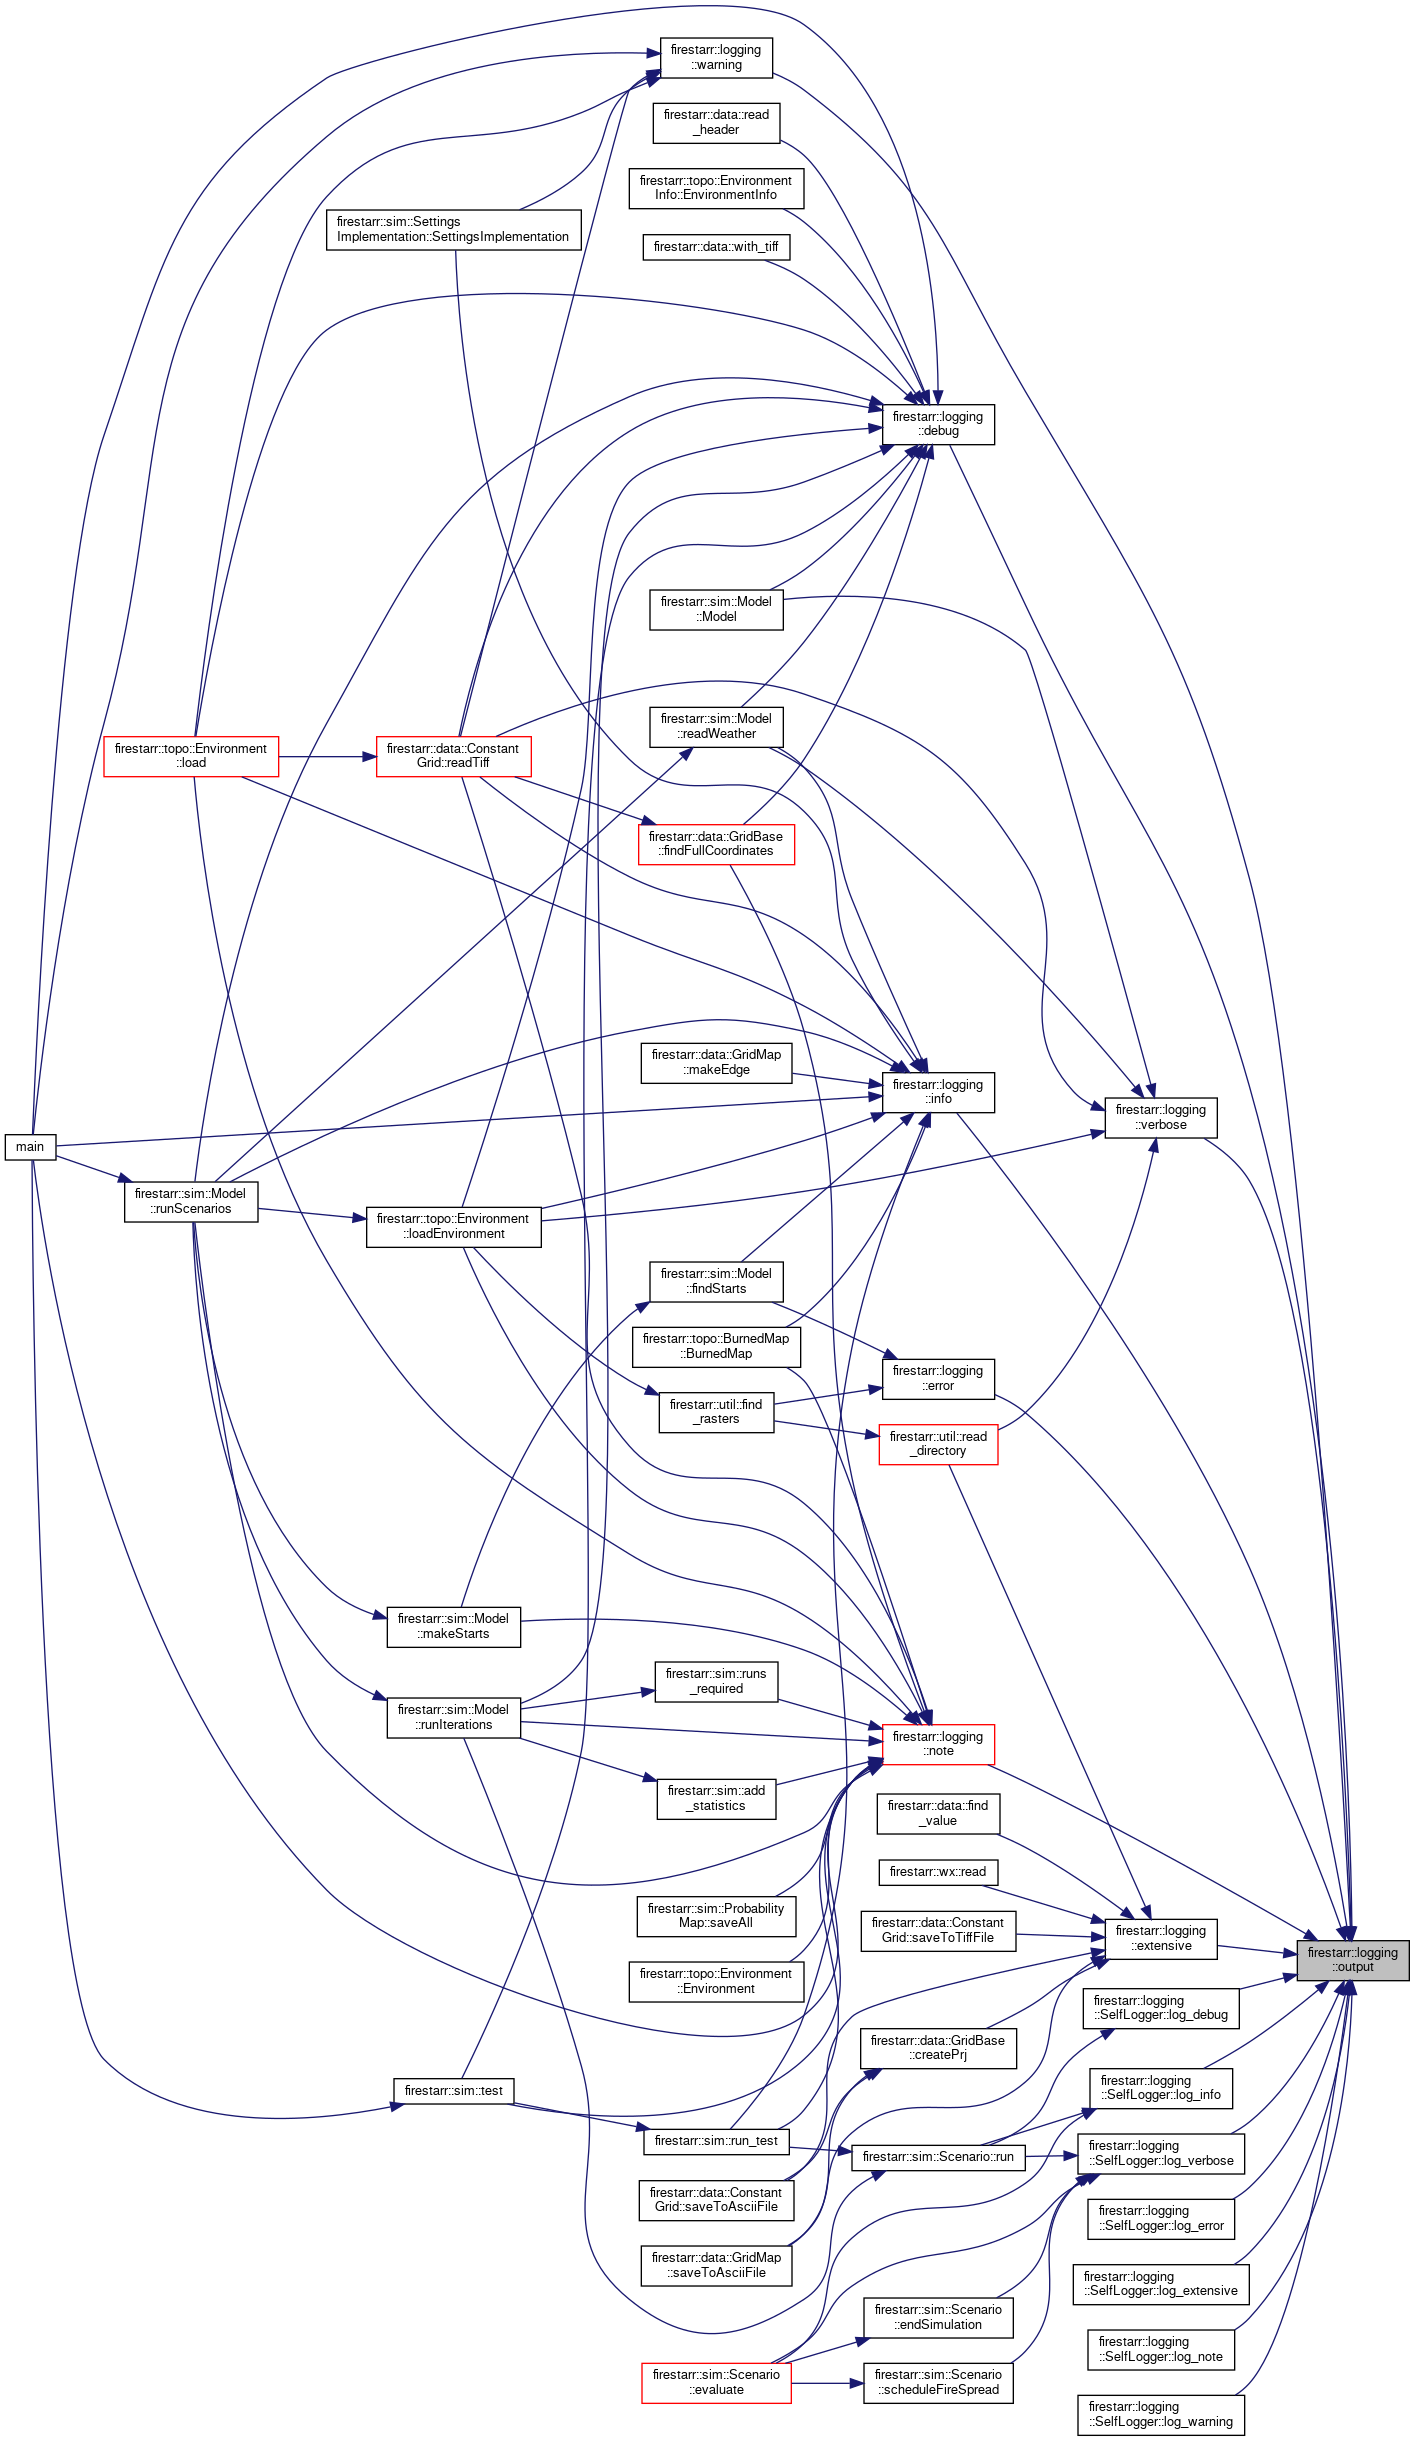 firestarr::logging
::warning
firestarr::data::read
_header
firestarr::topo::Environment
Info::EnvironmentInfo
firestarr::sim::Settings
Implementation::SettingsImplementation
firestarr::data::with_tiff
firestarr::logging
::debug
firestarr::sim::Model
::Model
firestarr::sim::Model
::readWeather
firestarr::topo::Environment
::load
firestarr::data::Constant
Grid::readTiff
firestarr::data::GridBase
::findFullCoordinates
firestarr::data::GridMap
::makeEdge
firestarr::logging
::info
firestarr::logging
::verbose
main
firestarr::sim::Model
::runScenarios
firestarr::topo::Environment
::loadEnvironment
firestarr::sim::Model
::findStarts
firestarr::topo::BurnedMap
::BurnedMap
firestarr::logging
::error
firestarr::util::find
_rasters
firestarr::util::read
_directory
firestarr::sim::Model
::makeStarts
firestarr::sim::runs
_required
firestarr::sim::Model
::runIterations
firestarr::logging
::note
firestarr::sim::add
_statistics
firestarr::data::find
_value
firestarr::wx::read
firestarr::sim::Probability
Map::saveAll
firestarr::data::Constant
Grid::saveToTiffFile
firestarr::logging
::extensive
firestarr::logging
::output
firestarr::topo::Environment
::Environment
firestarr::logging
::SelfLogger::log_debug
firestarr::data::GridBase
::createPrj
firestarr::sim::test
firestarr::logging
::SelfLogger::log_info
firestarr::sim::run_test
firestarr::sim::Scenario::run
firestarr::logging
::SelfLogger::log_verbose
firestarr::data::Constant
Grid::saveToAsciiFile
firestarr::logging
::SelfLogger::log_error
firestarr::data::GridMap
::saveToAsciiFile
firestarr::logging
::SelfLogger::log_extensive
firestarr::sim::Scenario
::endSimulation
firestarr::logging
::SelfLogger::log_note
firestarr::sim::Scenario
::evaluate
firestarr::sim::Scenario
::scheduleFireSpread
firestarr::logging
::SelfLogger::log_warning